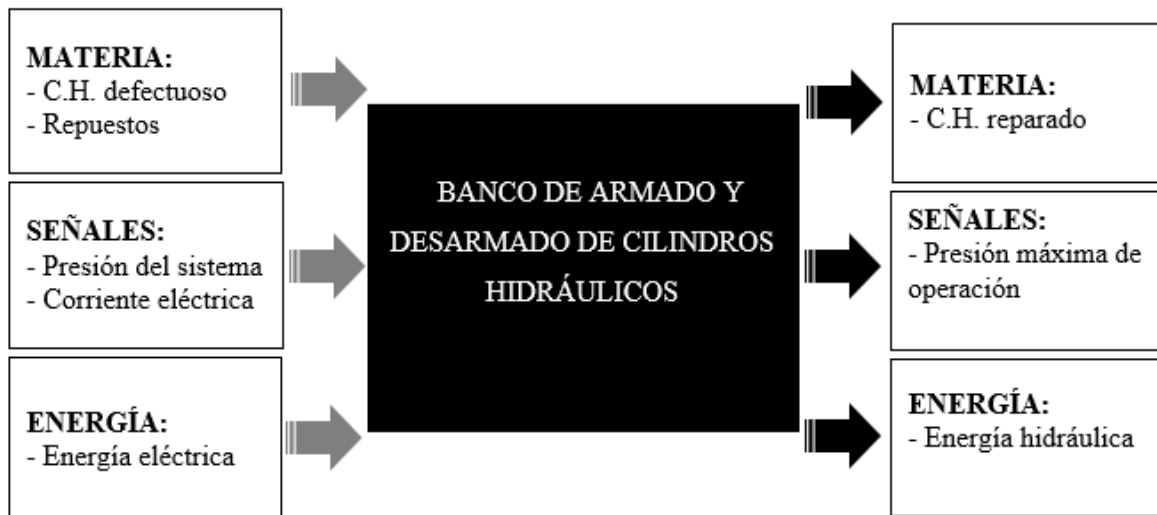 MATERIA:
- C.H. defectuoso
- Repuestos
SEÑALES:
- Presión del sistema
- Corriente eléctrica
ENERGÍA:
- Energía eléctrica
BANCO DE ARMADO Y
DESARMADO DE CILINDROS
HIDRÁULICOS
MATERIA:
- C.H. reparado
SEÑALES:
- Presión máxima de
operación
ENERGÍA:
- Energía hidráulica